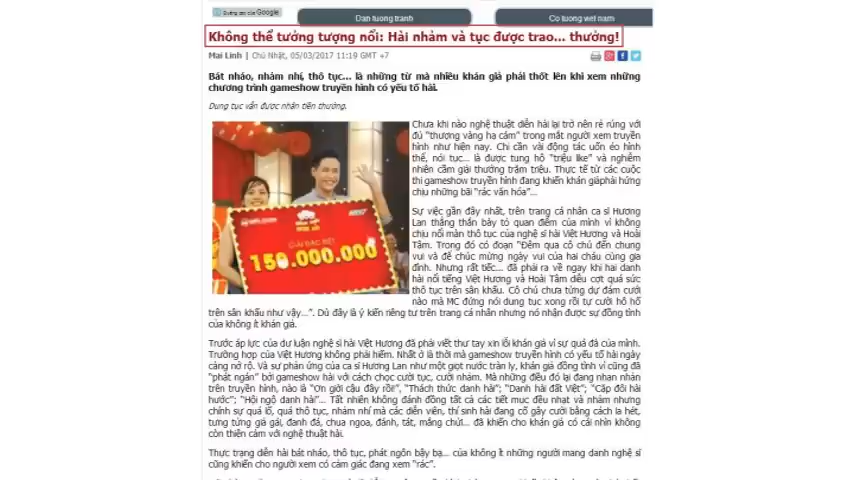 Đường sen của Google
Dan tuong tranh
Co tuong viet nam
Không thể tưởng tượng nổi: Hài nhảm và tục được trao... thưởng!
Mai Linh | Chủ Nhật, 05/03/2017 11:19 GMT +7
Bát nháo, nhảm nhí, thô tục... là những từ mà nhiều khán giả phải thốt lên khi xem những
chương trình gameshow truyền hình có yếu tố hài.
Dung tục vẫn được nhận tiền thưởng.
Chưa khi nào nghệ thuật diễn hài lại trở nên rẻ rúng với
đủ "thượng vàng hạ cám" trong mắt người xem truyền
hình như hiện nay. Chỉ cần vài động tác uốn éo hình
thể, nói tục... là được tung hô "triệu like" và nghiễm
nhiên cầm giải thưởng trăm triệu. Thực tế từ các cuộc
thi gameshow truyền hình đang khiến khán giảphải hứng
chịu những bãi "rác văn hóa"...
GIẢI ĐẶC BIỆT
150.000.000
Sự việc gần đây nhất, trên trang cá nhân ca sĩ Hương
Lan thẳng thắn bày tỏ quan điểm của mình vì không
chịu nổi màn thô tục của nghệ sĩ hài Việt Hương và Hoài
Tâm. Trong đó có đoạn "Đêm qua cô chú đến chung
vui và để chúc mừng ngày vui của hai cháu cùng gia
đình. Nhưng rất tiếc... đã phải ra về ngay khi hai danh
hài nổi tiếng Việt Hương và Hoài Tâm diễu cợt quá sức
thô tục trên sân khấu. Cô chú chưa từng dự đám cưới
nào mà MC đứng nói dung tục xong rồi tự cười hô hố
trên sân khấu như vậy...". Dù đây là ý kiến riêng tư trên trang cá nhân nhưng nó nhận được sự đồng tình
của không ít khán giả.
Trước áp lực của dư luận nghệ sĩ hài Việt Hương đã phải viết thư tay xin lỗi khán giả vì sự quá đà của mình.
Trường hợp của Việt Hương không phải hiếm. Nhất ở là thời mà gameshow truyền hình có yếu tố hài ngày
càng nở rộ. Và sự phản ứng của ca sĩ Hương Lan như một giọt nước tràn ly, khán giả đồng tình vì cũng đã
"phát ngán" bởi gameshow hài với cách chọc cười tục, cười nhảm. Mà những điều đó lại đang nhan nhản
trên truyền hình, nào là "Ơn giời cậu đây rồi!", "Thách thức danh hài"; "Danh hài đất Việt"; "Cặp đôi hài
hước"; "Hội ngộ danh hài"... Tất nhiên không đánh đồng tất cả các tiết mục đều nhạt và nhảm nhưng
chính sự quá lố, quá thô tục, nhảm nhí mà các diễn viên, thí sinh hài đang cố gây cười bằng cách la hét,
tưng tửng giả gái, đanh đá, chua ngoa, đánh, tát, mắng chửi... đã khiến cho khán giả có cái nhìn không
còn thiện cảm với nghệ thuật hài.
Thực trạng diễn hài bát nháo, thô tục, phát ngôn bậy bạ... của không ít những người mang danh nghệ sĩ
cũng khiến cho người xem có cảm giác đang xem "rác".